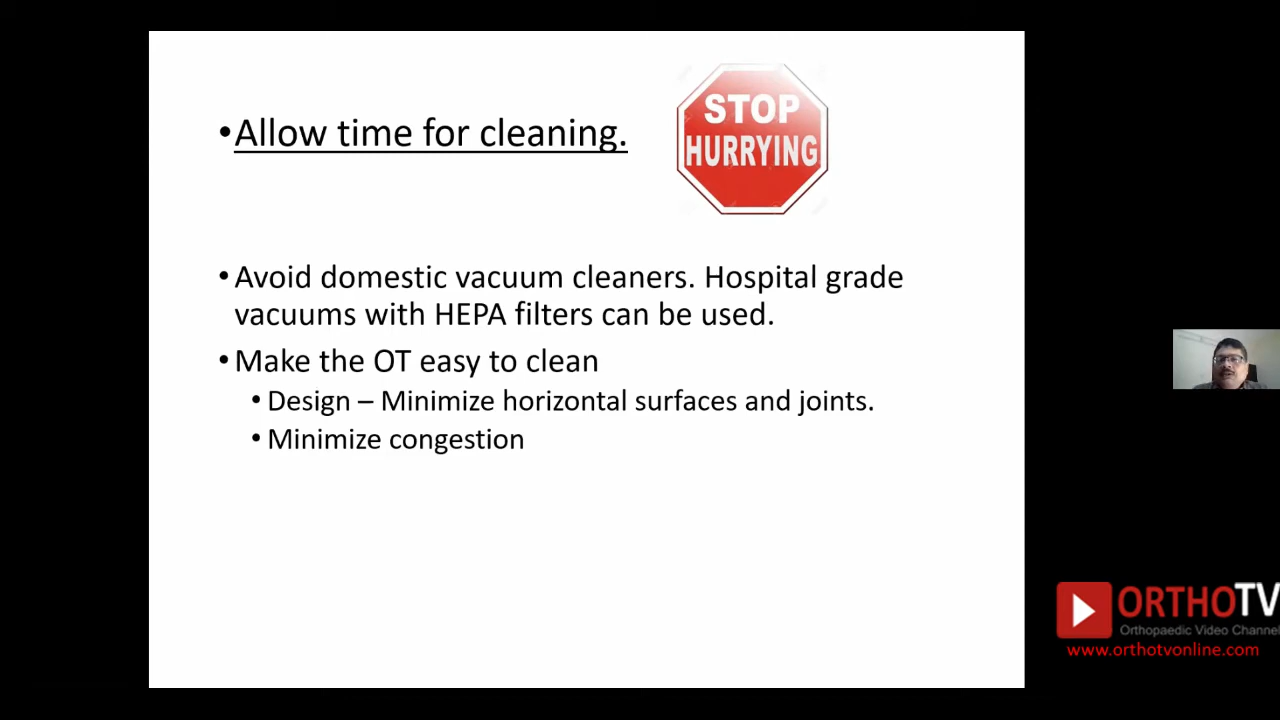 •Allow time for cleaning.
STOP
HURRYING
•Avoid domestic vacuum cleaners. Hospital grade
vacuums with HEPA filters can be used.
•Make the OT easy to clean
•Design – Minimize horizontal surfaces and joints.
•Minimize congestion
ORTHOTV
Orthopaedic Video Channel
www.orthotvonline.com